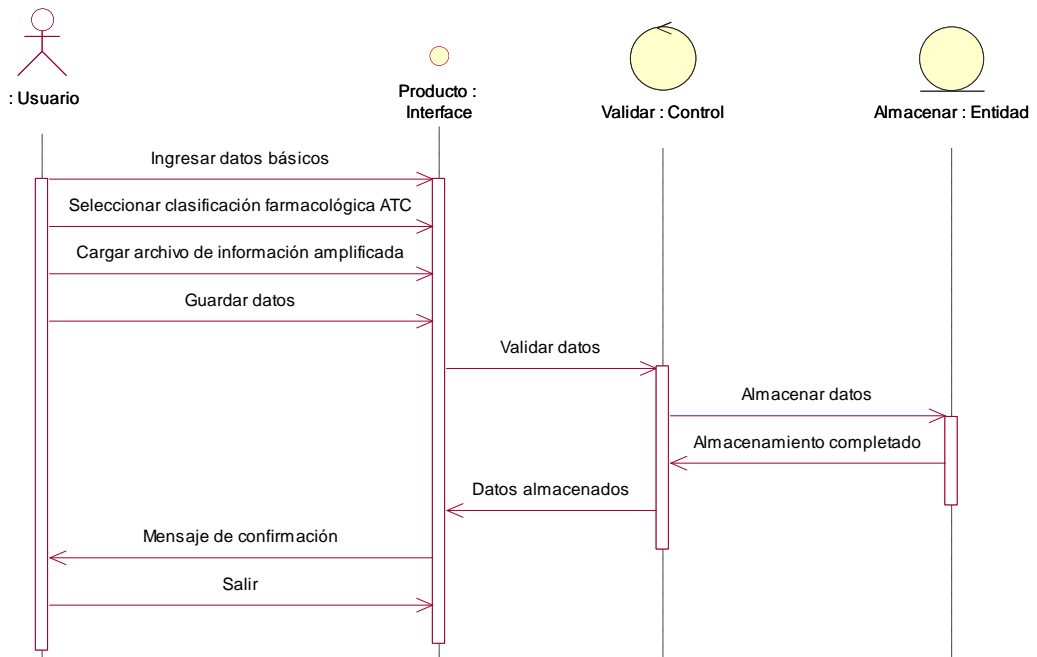 : Usuario
Producto :
Interface
Validar : Control
Almacenar : Entidad
Ingresar datos básicos
Seleccionar clasificación farmacológica ATC
Cargar archivo de información amplificada
Guardar datos
Validar datos
Almacenar datos
Almacenamiento completado
Datos almacenados
Mensaje de confirmación
Salir